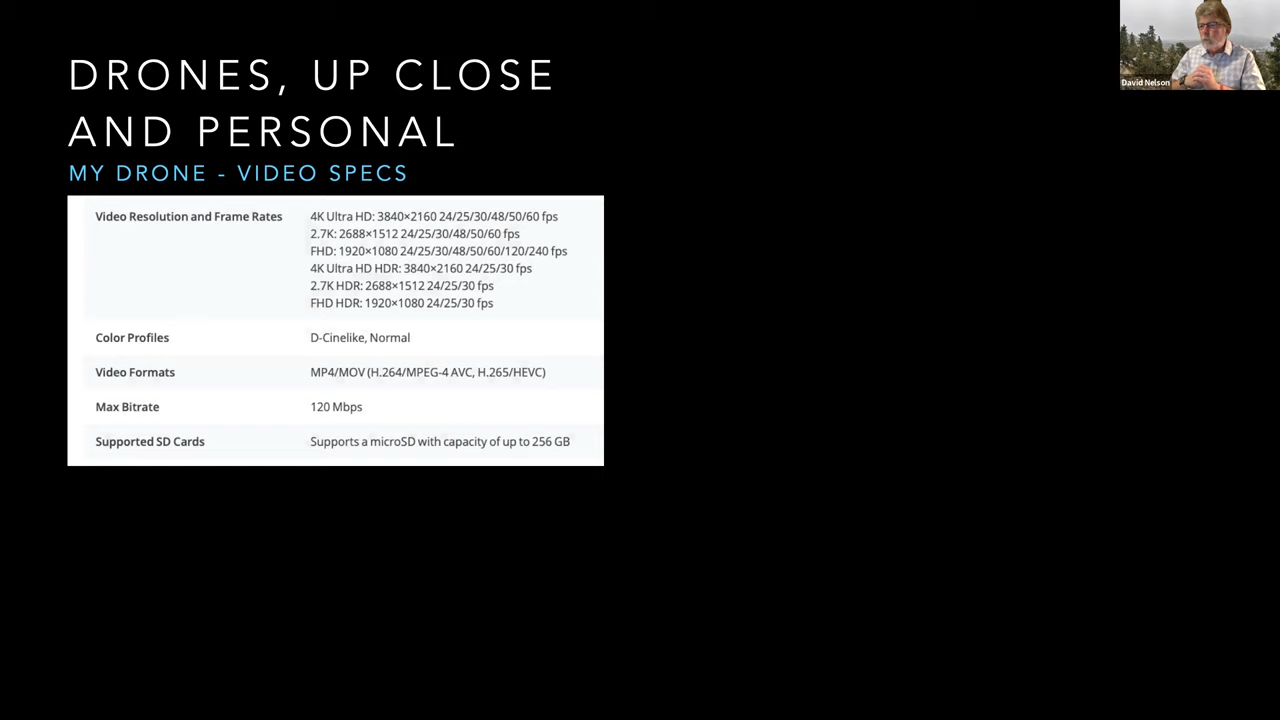 DRONES, UP CLOSE
AND PERSONAL
MY DRONE - VIDEO SPECS
Video Resolution and Frame Rates
4K Ultra HD: 3840×2160 24/25/30/48/50/60 fps
2.7K: 2688×1512 24/25/30/48/50/60 fps
FHD: 1920×1080 24/25/30/48/50/60/120/240 fps
4K Ultra HD HDR: 3840×2160 24/25/30 fps
2.7K HDR: 2688×1512 24/25/30 fps
FHD HDR: 1920×1080 24/25/30 fps
Color Profiles
D-Cinelike, Normal
Video Formats
MP4/MOV (H.264/MPEG-4 AVC, H.265/HEVC)
Max Bitrate
120 Mbps
Supported SD Cards
Supports a microSD with capacity of up to 256 GB
David Nelson